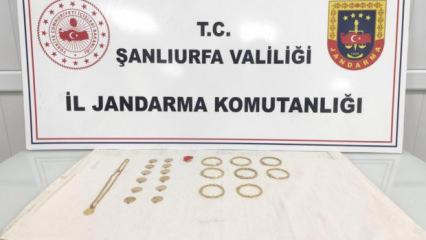 T.C.
ŞANLIURFA VALİLİĞİ
İL JANDARMA KOMUTANLIĞI
JANDARMA